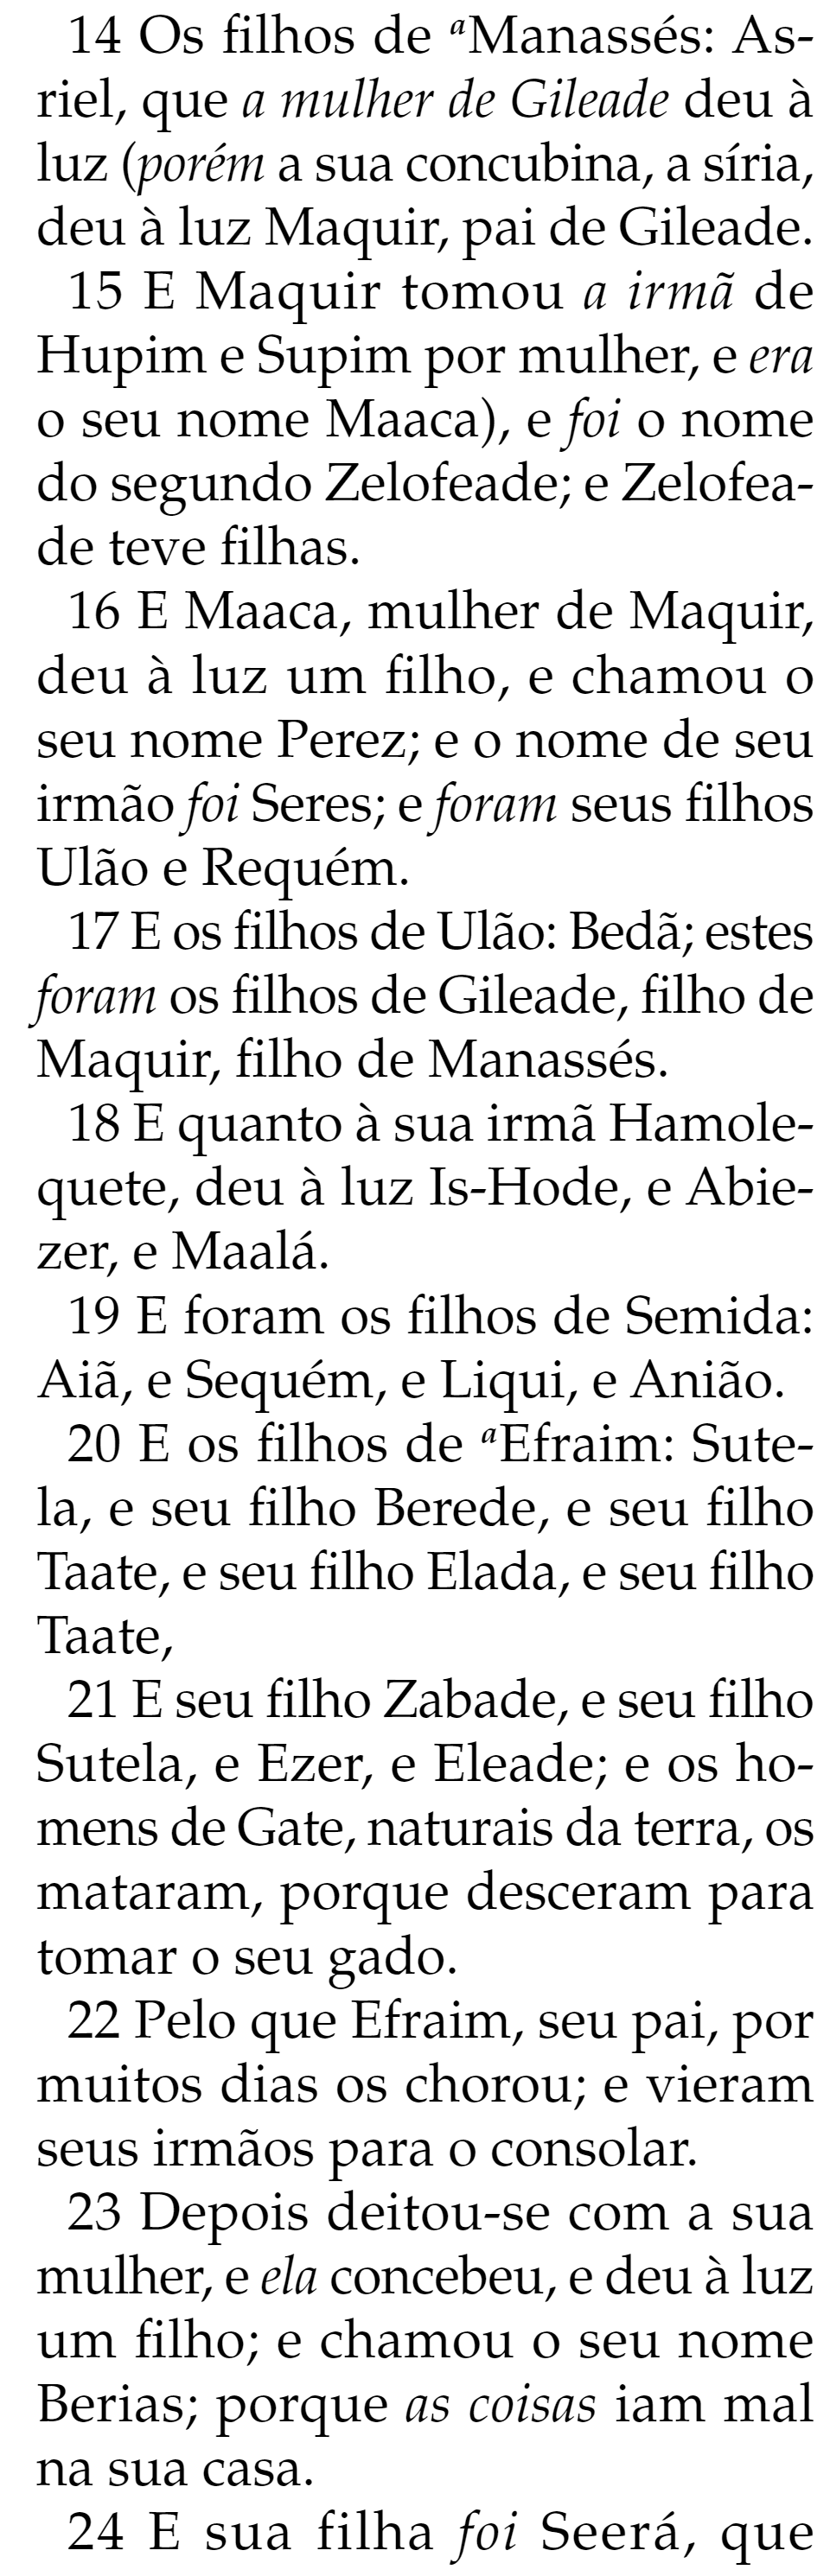 14 Os filhos de ᵃManassés: As-
riel, que a mulher de Gileade deu à
luz (porém a sua concubina, a síria,
deu à luz Maquir, pai de Gileade.
15 E Maquir tomou a irmã de
Hupim e Supim por mulher, e era
o seu nome Maaca), e foi o nome
do segundo Zelofeade; e Zelofea-
de teve filhas.
16 E Maaca, mulher de Maquir,
deu à luz um filho, e chamou o
seu nome Perez; e o nome de seu
irmão foi Seres; e foram seus filhos
Ulão e Requém.
17 E os filhos de Ulão: Bedã; estes
foram os filhos de Gileade, filho de
Maquir, filho de Manassés.
18 E quanto à sua irmã Hamole-
quete, deu à luz Is-Hode, e Abie-
zer, e Maalá.
19 E foram os filhos de Semida:
Aiã, e Sequém, e Liqui, e Anião.
20 E os filhos de ᵃEfraim: Sute-
la, e seu filho Berede, e seu filho
Taate, e seu filho Elada, e seu filho
Taate,
21 E seu filho Zabade, e seu filho
Sutela, e Ezer, e Eleade; e os ho-
mens de Gate, naturais da terra, os
mataram, porque desceram para
tomar o seu gado.
22 Pelo que Efraim, seu pai, por
muitos dias os chorou; e vieram
seus irmãos para o consolar.
23 Depois deitou-se com a sua
mulher, e ela concebeu, e deu à luz
um filho; e chamou o seu nome
Berias; porque as coisas iam mal
na sua casa.
24 E sua filha foi Seerá, que